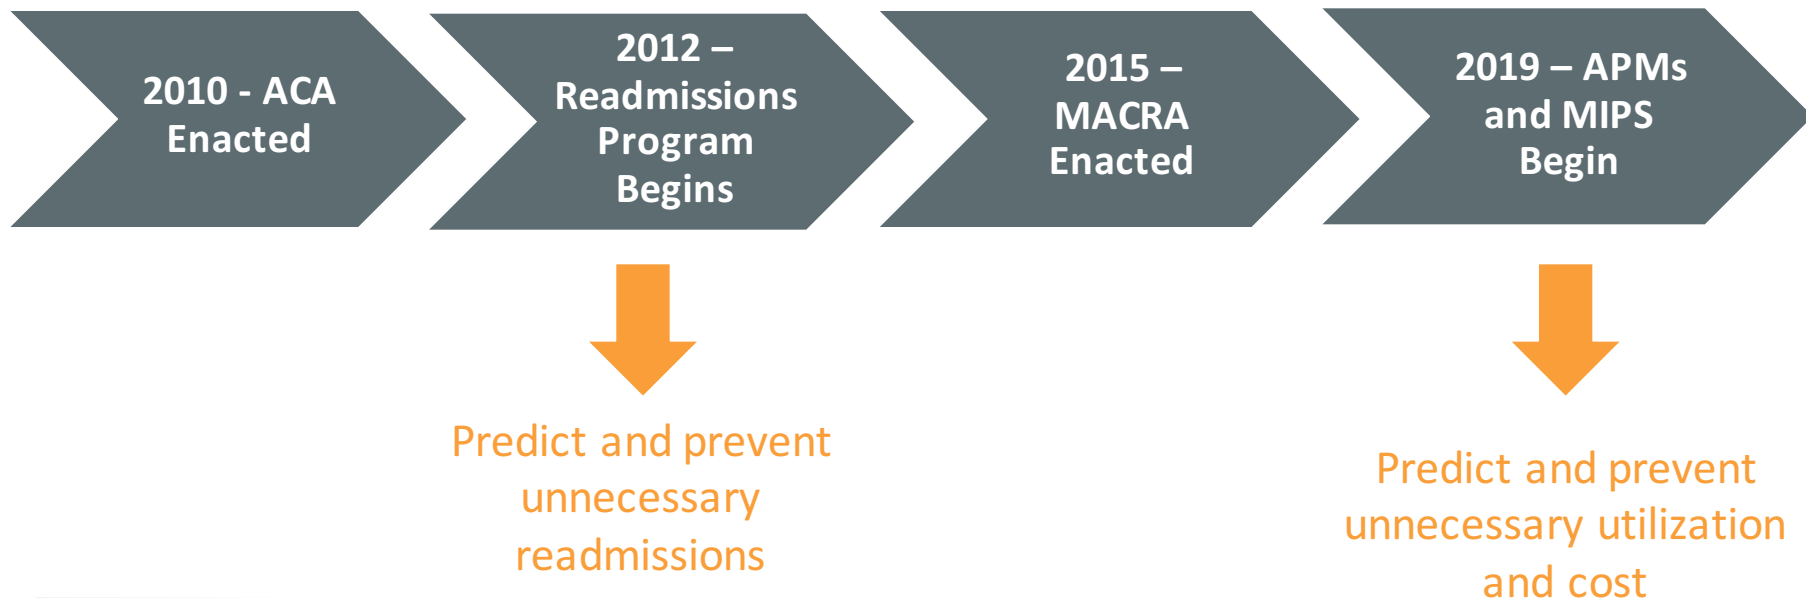 2010 - ACA
Enacted
2012 –
Readmissions
Program
Begins
2015 –
MACRA
Enacted
2019 – APMs
and MIPS
Begin
Predict and prevent
unnecessary
readmissions
Predict and prevent
unnecessary utilization
and cost